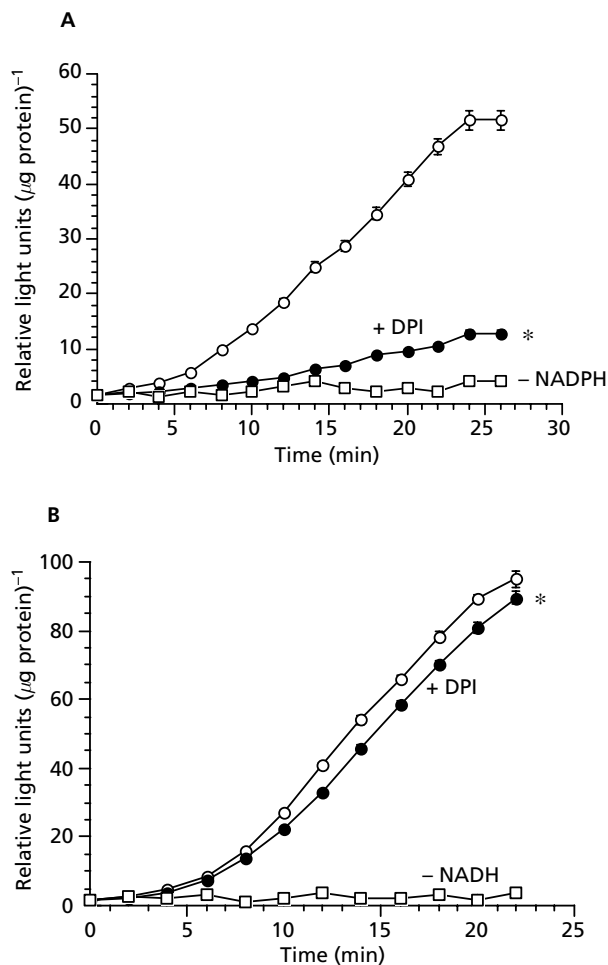 A
Relative light units (μg protein)⁻¹
60
50
40
30
20
10
0
+ DPI
*
– NADPH
0 5 10 15 20 25 30
Time (min)
B
Relative light units (μg protein)⁻¹
100
80
60
40
20
0
*
+ DPI
– NADH
0 5 10 15 20 25
Time (min)